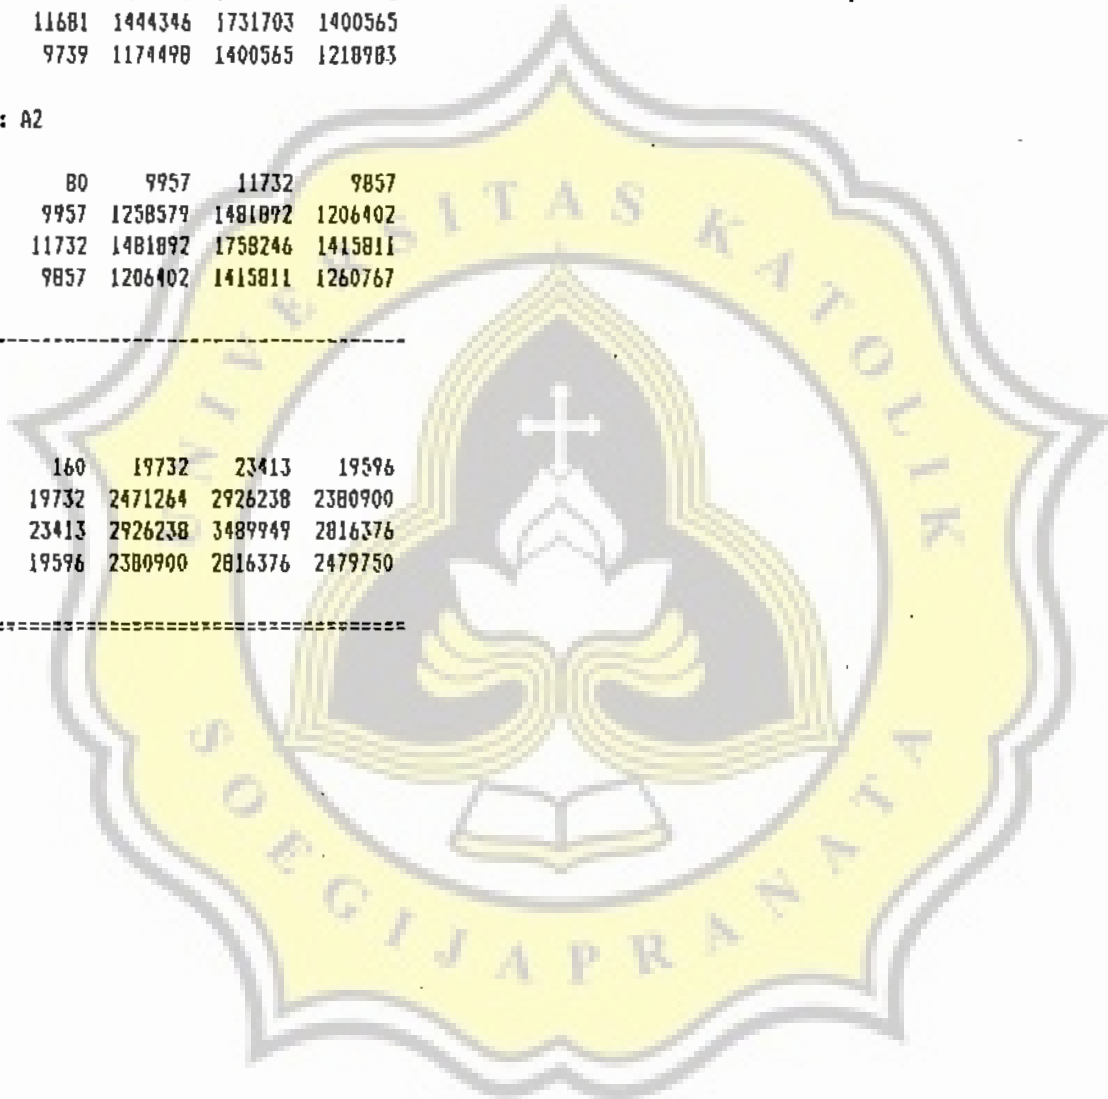 11681 1444346 1731703 1400565
9739 1174498 1400565 1218983
: A2
80 9957 11732 9857
9957 1258579 1481892 1206402
11732 1481892 1758246 1415811
9857 1206402 1415811 1260767
160 19732 23413 19596
19732 2471264 2926238 2380900
23413 2926238 3489949 2816376
19596 2380900 2816376 2479750
UNIVERSITAS KATOLIK
SOEGIJAPRANATA